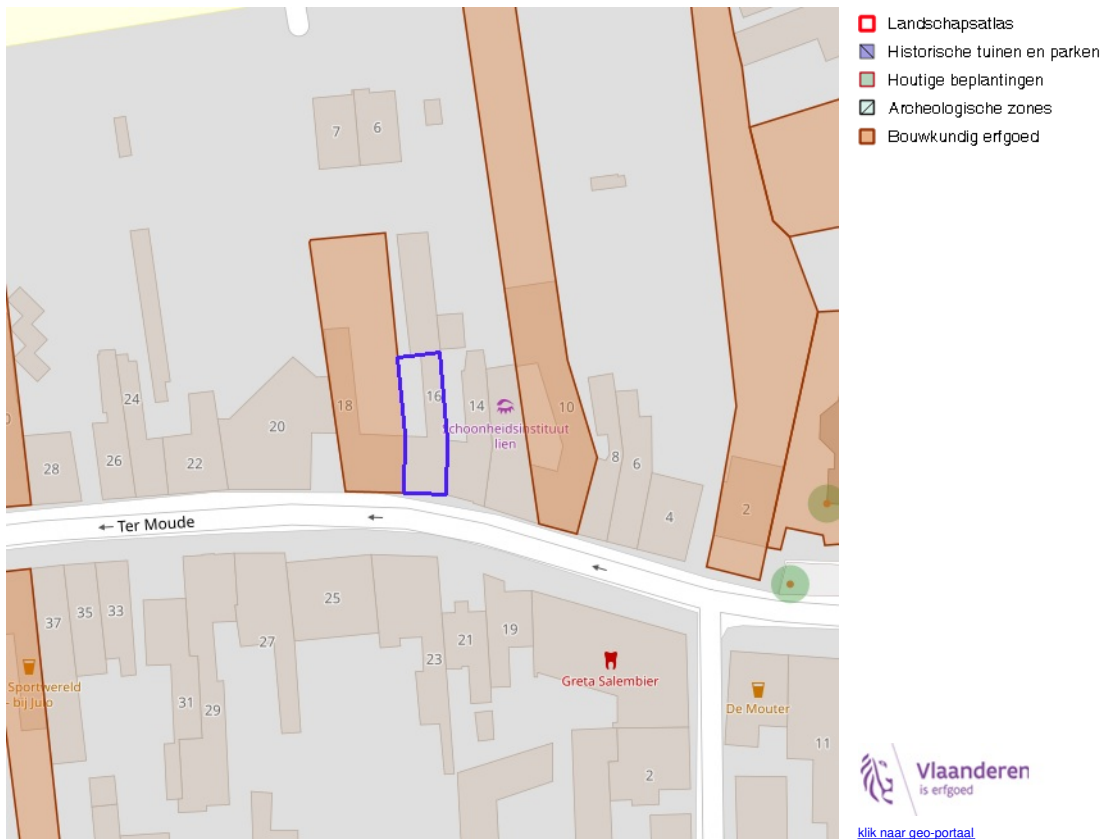 Landschapsatlas
Historische tuinen en parken
Houtige beplantingen
Archeologische zones
Bouwkundig erfgoed
7
6
18
16
14
10
Schoonheidsinstituut
lien
20
24
26
22
28
8
6
4
2
← Ter Moude
37
35
33
25
27
31
29
23
21
19
Greta Salembier
Sportwereld
- bij Julo
De Mouter
11
2
Vlaanderen
is erfgoed
klik naar geo-portaal